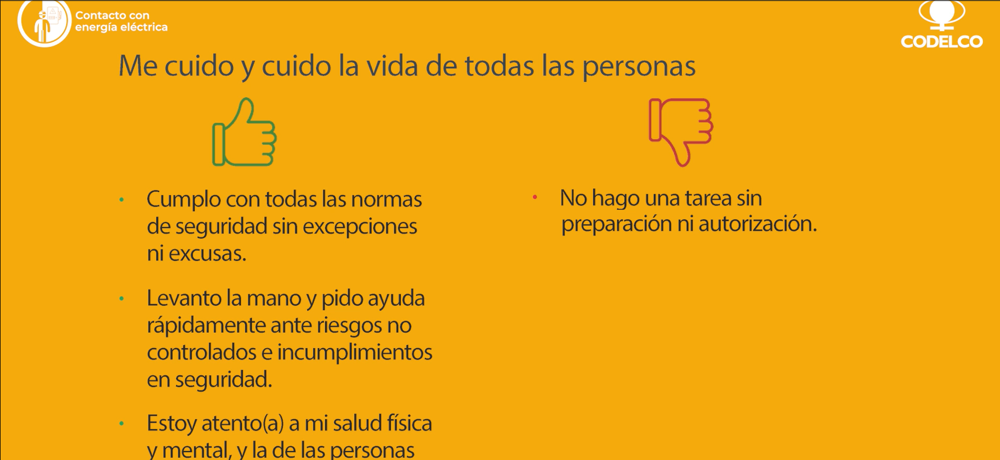 Contacto con
energía eléctrica
CODELCO
Me cuido y cuido la vida de todas las personas
• Cumplo con todas las normas
de seguridad sin excepciones
ni excusas.
• Levanto la mano y pido ayuda
rápidamente ante riesgos no
controlados e incumplimientos
en seguridad.
• Estoy atento(a) a mi salud física
y mental, y la de las personas
• No hago una tarea sin
preparación ni autorización.